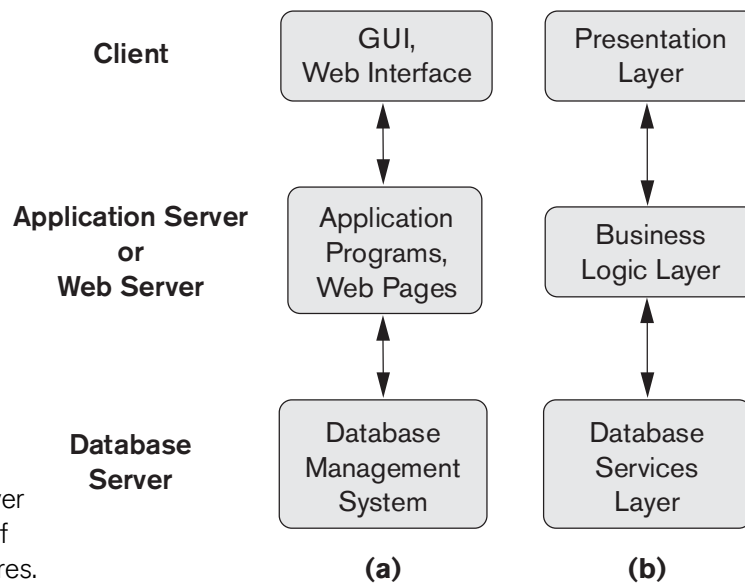 Client
GUI,
Web Interface
Presentation
Layer
Application Server
or
Web Server
Application
Programs,
Web Pages
Business
Logic Layer
Database
Server
Database
Management
System
Database
Services
Layer
(a)
(b)